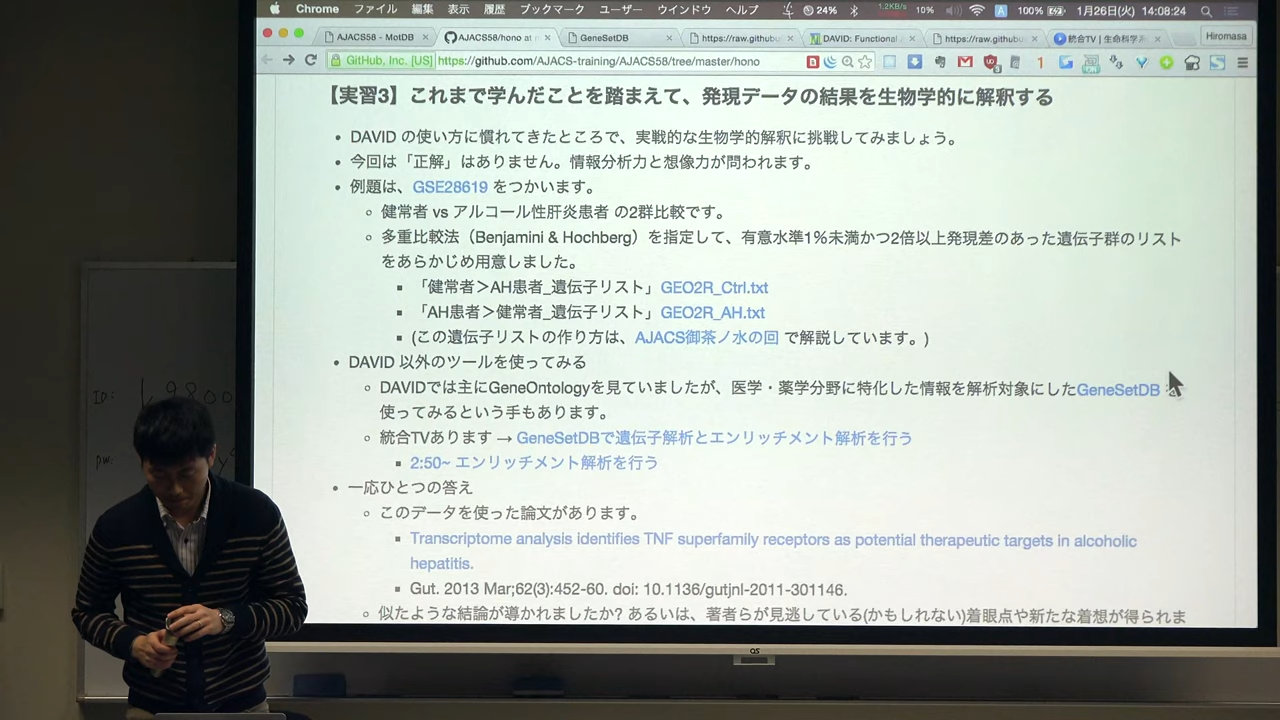 Chrome ファイル 編集 表示 履歴 ブックマーク ユーザー ウインドウ ヘルプ 24% 1.2KB/s 10% A 100% 1月26日(火) 14:08:24
AJACS58 - MotDB AJACS58/hono at GeneSetDB https://raw.githubu DAVID: Functional https://raw.githubu 統合TV | 生命科学系 Hiromasa
GitHub, Inc. [US] https://github.com/AJACS-training/AJACS58/tree/master/hono
【実習3】これまで学んだことを踏まえて、発現データの結果を生物学的に解釈する
• DAVID の使い方に慣れてきたところで、実戦的な生物学的解釈に挑戦してみましょう。
• 今回は「正解」はありません。情報分析力と想像力が問われます。
• 例題は、GSE28619 をつかいます。
◦ 健常者 vs アルコール性肝炎患者 の2群比較です。
◦ 多重比較法（Benjamini & Hochberg）を指定して、有意水準1%未満かつ2倍以上発現差のあった遺伝子群のリスト
をあらかじめ用意しました。
▪ 「健常者＞AH患者_遺伝子リスト」GEO2R_Ctrl.txt
▪ 「AH患者＞健常者_遺伝子リスト」GEO2R_AH.txt
▪ (この遺伝子リストの作り方は、AJACS御茶ノ水の回 で解説しています。)
• DAVID 以外のツールを使ってみる
◦ DAVIDでは主にGeneOntologyを見ていましたが、医学・薬学分野に特化した情報を解析対象にしたGeneSetDB
使ってみるという手もあります。
◦ 統合TVあります → GeneSetDBで遺伝子解析とエンリッチメント解析を行う
▪ 2:50~ エンリッチメント解析を行う
• 一応ひとつの答え
◦ このデータを使った論文があります。
▪ Transcriptome analysis identifies TNF superfamily receptors as potential therapeutic targets in alcoholic
hepatitis.
▪ Gut. 2013 Mar;62(3):452-60. doi: 10.1136/gutjnl-2011-301146.
◦ 似たような結論が導かれましたか? あるいは、著者らが見逃している(かもしれない)着眼点や新たな着想が得られま
ID: